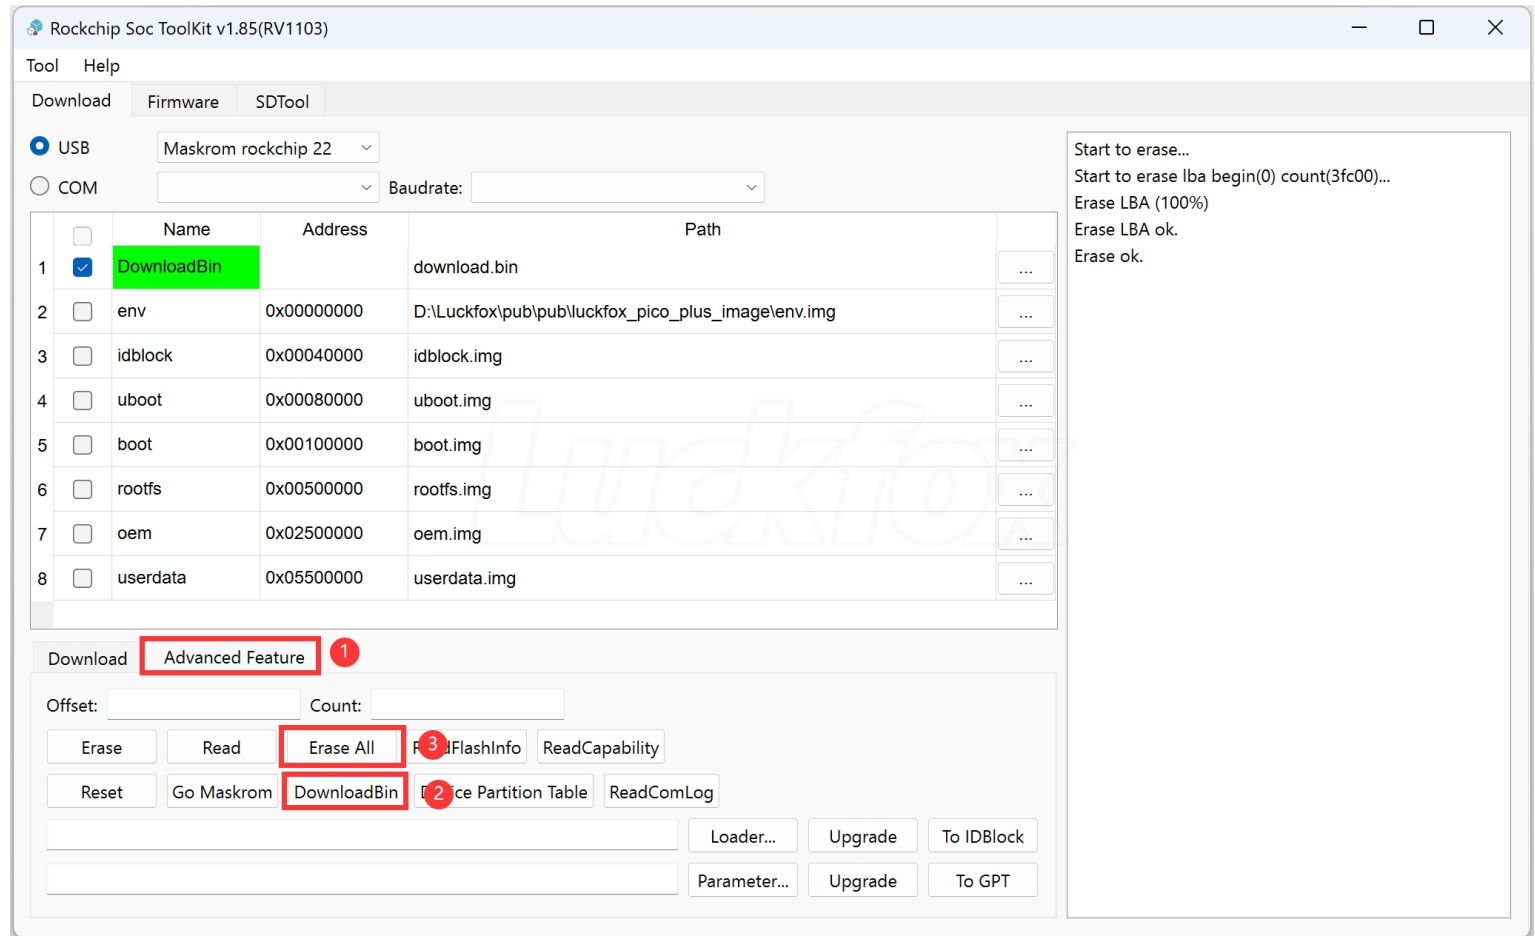 Rockchip Soc ToolKit v1.85(RV1103)
Tool Help
Download Firmware SDTool
USB Maskrom rockchip 22
COM Baudrate:
Name Address Path
1 DownloadBin download.bin ...
2 env 0x00000000 D:\Luckfox\pub\pub\luckfox_pico_plus_image\env.img ...
3 idblock 0x00040000 idblock.img ...
4 uboot 0x00080000 uboot.img ...
5 boot 0x00100000 boot.img ...
6 rootfs 0x00500000 rootfs.img ...
7 oem 0x02500000 oem.img ...
8 userdata 0x05500000 userdata.img ...
Luckfox
Download Advanced Feature 1
Offset: Count:
Erase Read Erase All 3 FlashInfo ReadCapability
Reset Go Maskrom DownloadBin 2 Partition Table ReadComLog
Loader... Upgrade To IDBlock
Parameter... Upgrade To GPT
Start to erase...
Start to erase lba begin(0) count(3fc00)...
Erase LBA (100%)
Erase LBA ok.
Erase ok.